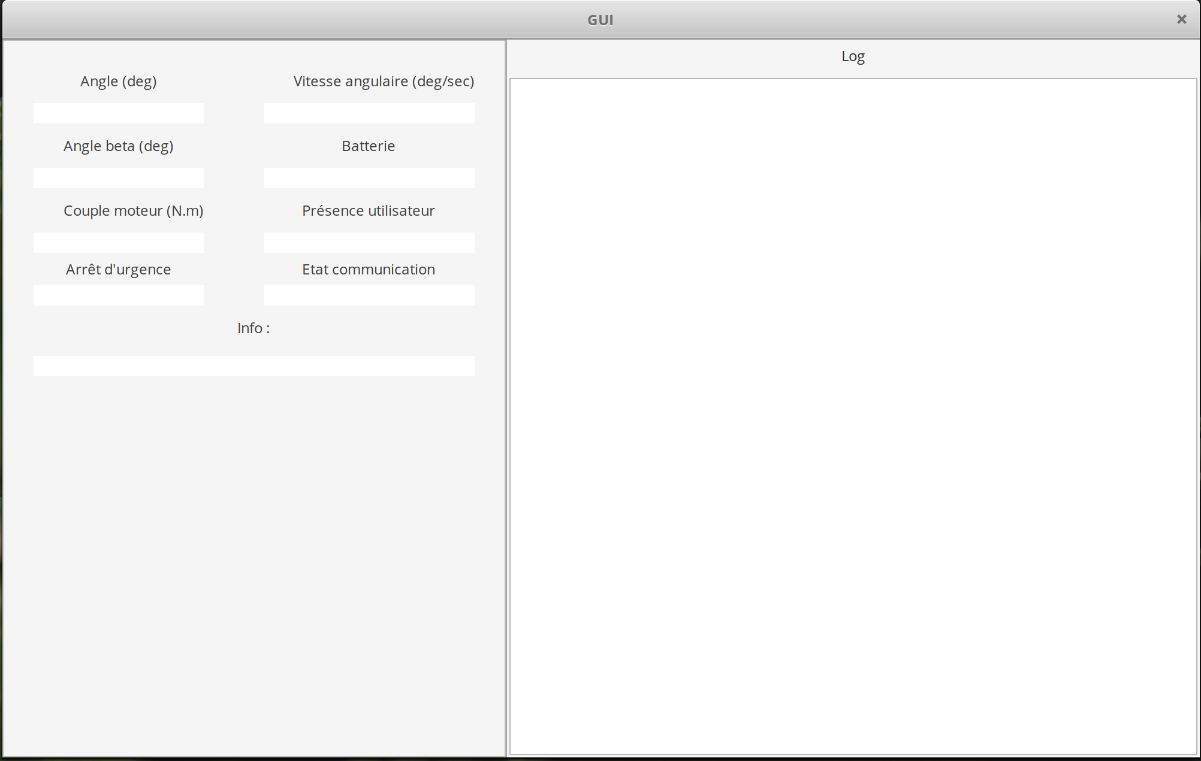 GUI
Angle (deg) Vitesse angulaire (deg/sec)
Angle beta (deg) Batterie
Couple moteur (N.m) Présence utilisateur
Arrêt d'urgence Etat communication
Info :
Log